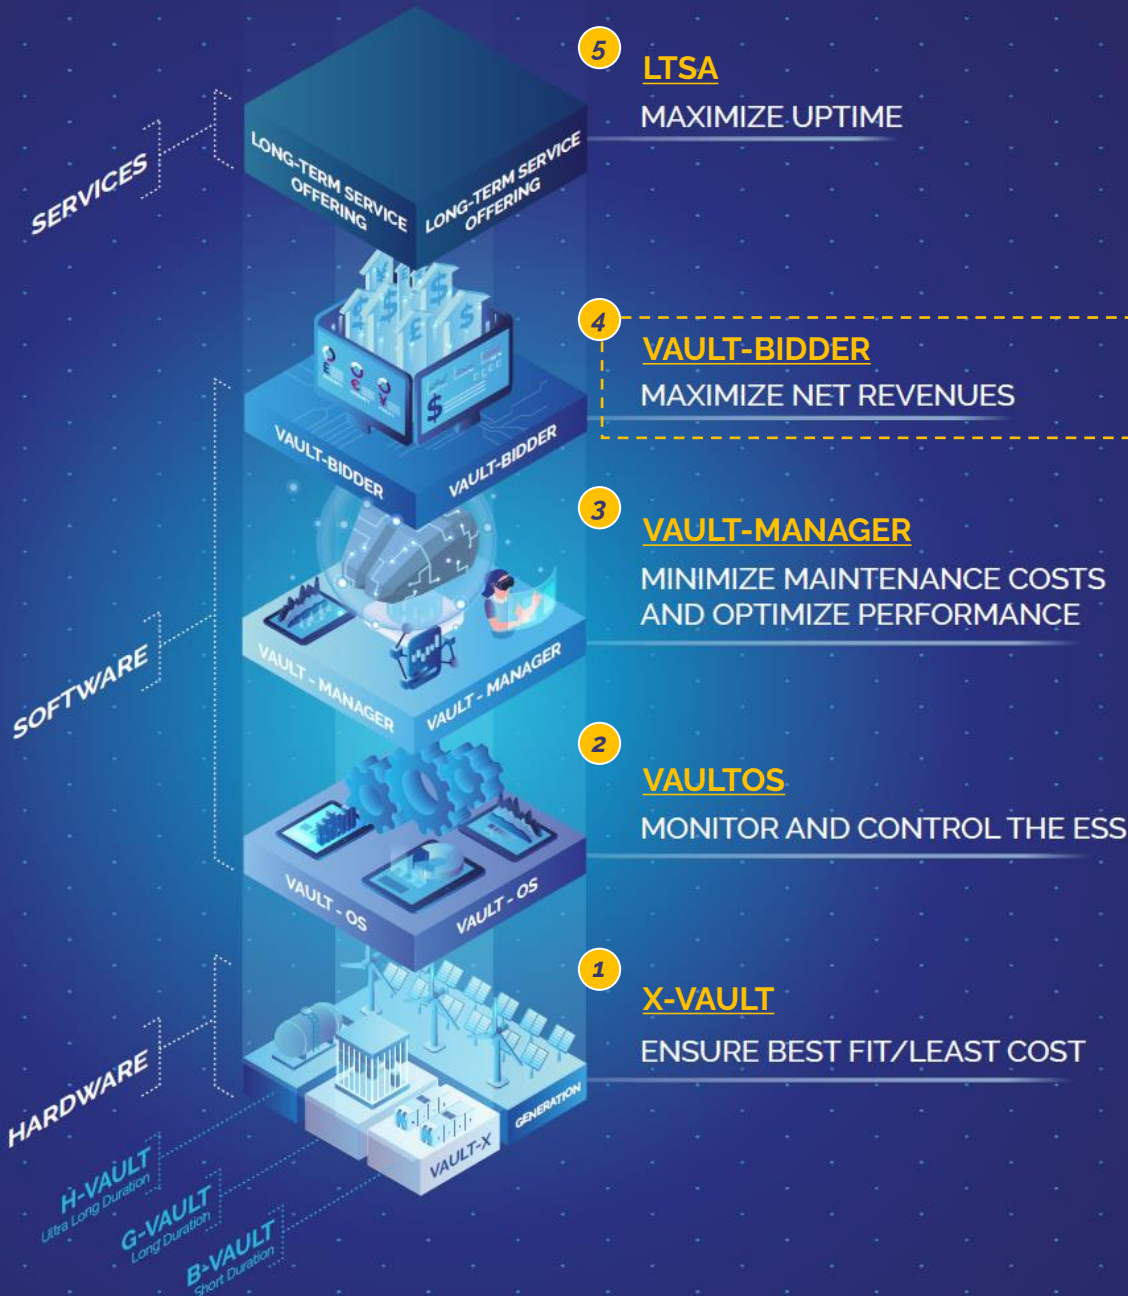 5
LTSA
MAXIMIZE UPTIME
SERVICES
LONG-TERM SERVICE
OFFERING
LONG-TERM SERVICE
OFFERING
4
VAULT-BIDDER
MAXIMIZE NET REVENUES
VAULT-BIDDER
VAULT-BIDDER
3
VAULT-MANAGER
MINIMIZE MAINTENANCE COSTS
AND OPTIMIZE PERFORMANCE
SOFTWARE
VAULT - MANAGER
VAULT - MANAGER
2
VAULTOS
MONITOR AND CONTROL THE ESS
VAULT - OS
VAULT - OS
1
X-VAULT
ENSURE BEST FIT/LEAST COST
HARDWARE
GENERATION
VAULT-X
H-VAULT
Ultra Long Duration
G-VAULT
Long Duration
B-VAULT
Short Duration